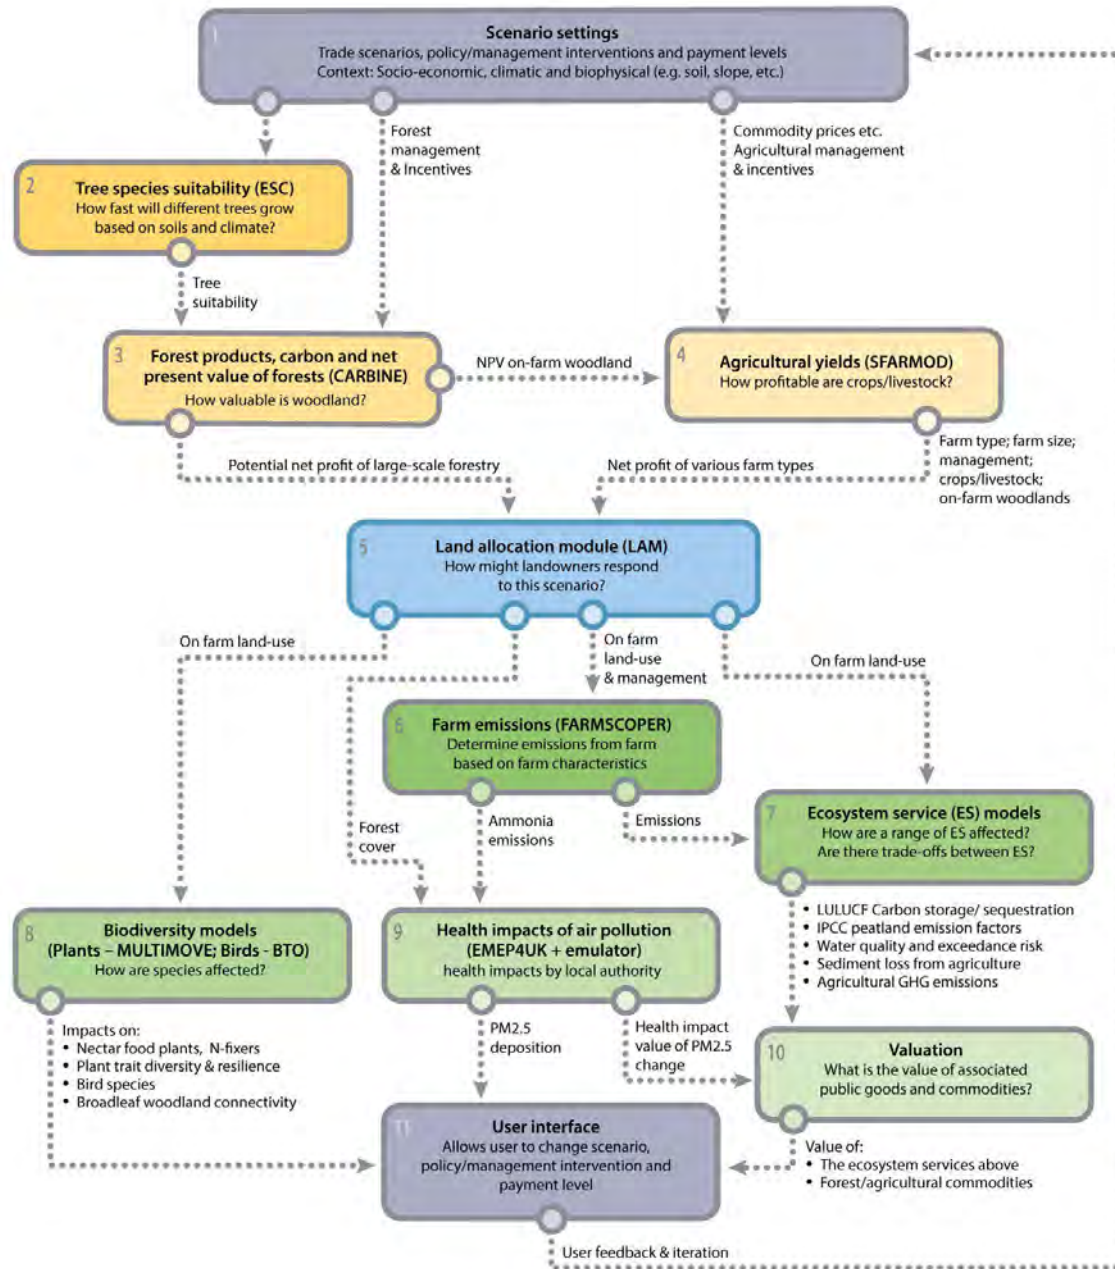 1
Scenario settings
Trade scenarios, policy/management interventions and payment levels
Context: Socio-economic, climatic and biophysical (e.g. soil, slope, etc.)
Forest
management
& Incentives
Commodity prices etc.
Agricultural management
& incentives
2
Tree species suitability (ESC)
How fast will different trees grow
based on soils and climate?
Tree
suitability
3
Forest products, carbon and net
present value of forests (CARBINE)
How valuable is woodland?
NPV on-farm woodland
4
Agricultural yields (SFARMOD)
How profitable are crops/livestock?
Potential net profit of large-scale forestry
Net profit of various farm types
Farm type; farm size;
management;
crops/livestock;
on-farm woodlands
5
Land allocation module (LAM)
How might landowners respond
to this scenario?
On farm land-use
On farm
land-use
& management
On farm land-use
6
Farm emissions (FARMSCOPER)
Determine emissions from farm
based on farm characteristics
Forest
cover
Ammonia
emissions
Emissions
7
Ecosystem service (ES) models
How are a range of ES affected?
Are there trade-offs between ES?
• LULUCF Carbon storage/ sequestration
• IPCC peatland emission factors
• Water quality and exceedance risk
• Sediment loss from agriculture
• Agricultural GHG emissions
8
Biodiversity models
(Plants – MULTIMOVE; Birds - BTO)
How are species affected?
9
Health impacts of air pollution
(EMEP4UK + emulator)
health impacts by local authority
Impacts on:
• Nectar food plants, N-fixers
• Plant trait diversity & resilience
• Bird species
• Broadleaf woodland connectivity
PM2.5
deposition
Health impact
value of PM2.5
change
10
Valuation
What is the value of associated
public goods and commodities?
11
User interface
Allows user to change scenario,
policy/management intervention and
payment level
Value of:
• The ecosystem services above
• Forest/agricultural commodities
User feedback & iteration